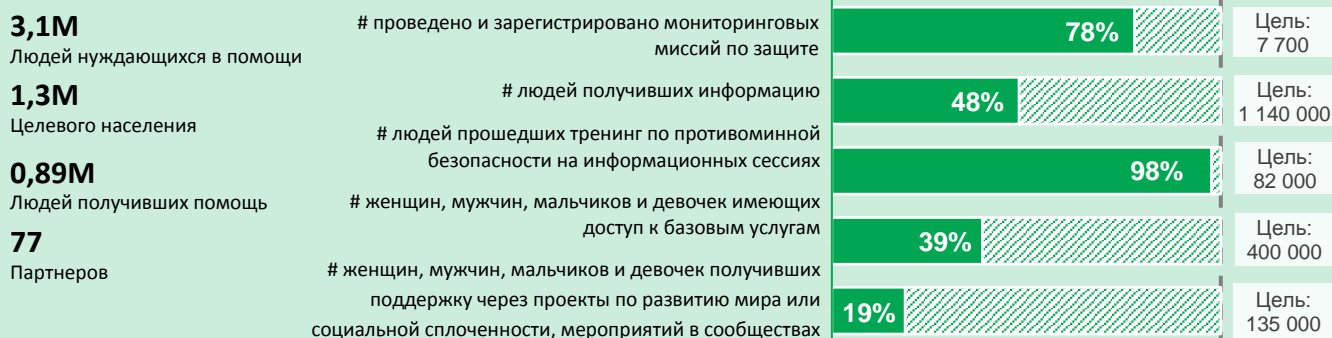 3,1М
Людей нуждающихся в помощи
1,3М
Целевого населения
0,89М
Людей получивших помощь
77
Партнеров
# проведено и зарегистрировано мониторинговых
миссий по защите
78%
Цель:
7 700
# людей получивших информацию
48%
Цель:
1 140 000
# людей прошедших тренинг по противоминной
безопасности на информационных сессиях
98%
Цель:
82 000
# женщин, мужчин, мальчиков и девочек имеющих
доступ к базовым услугам
39%
Цель:
400 000
# женщин, мужчин, мальчиков и девочек получивших
поддержку через проекты по развитию мира или
социальной сплоченности, мероприятий в сообществах
19%
Цель:
135 000